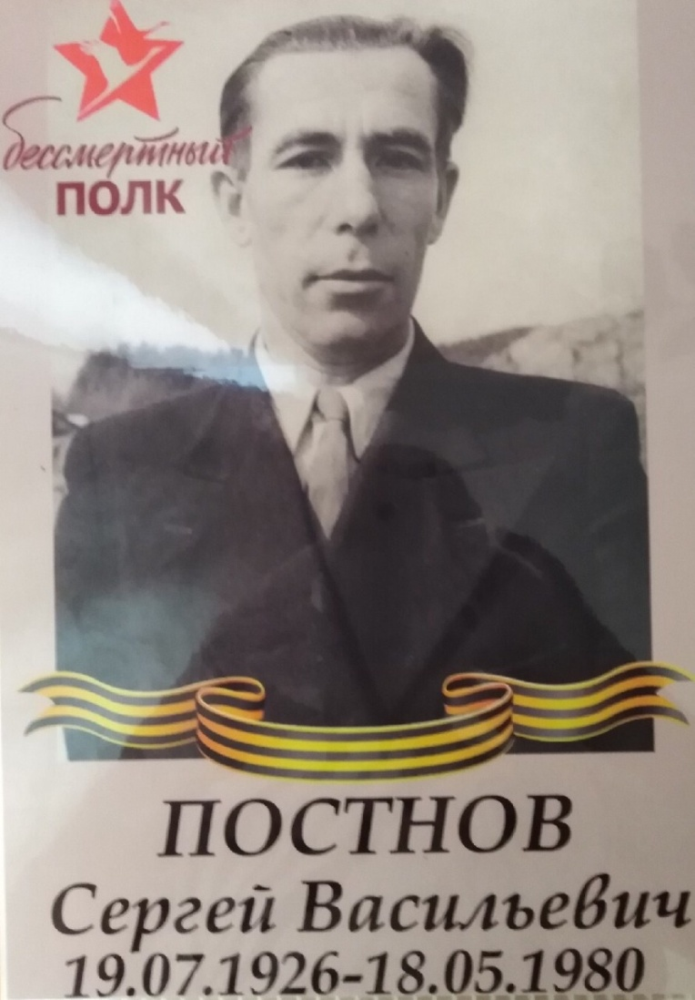 бессмертный
ПОЛК
ПОСТНОВ
Сергей Васильевич
19.07.1926-18.05.1980